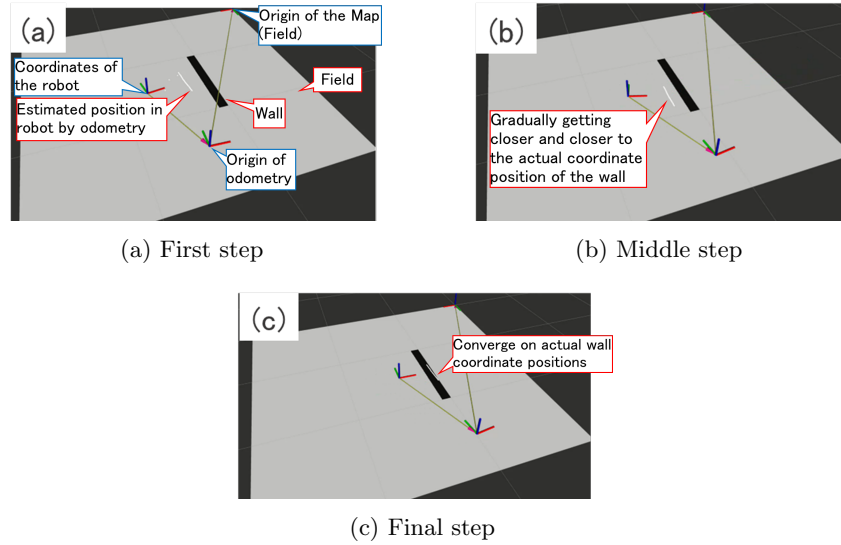 (a)
Origin of the Map
(Field)
Coordinates of
the robot
Field
Estimated position in
robot by odometry
Wall
Origin of
odometry
(a) First step
(b)
Gradually getting
closer and closer to
the actual coordinate
position of the wall
(b) Middle step
(c)
Converge on actual wall
coordinate positions
(c) Final step